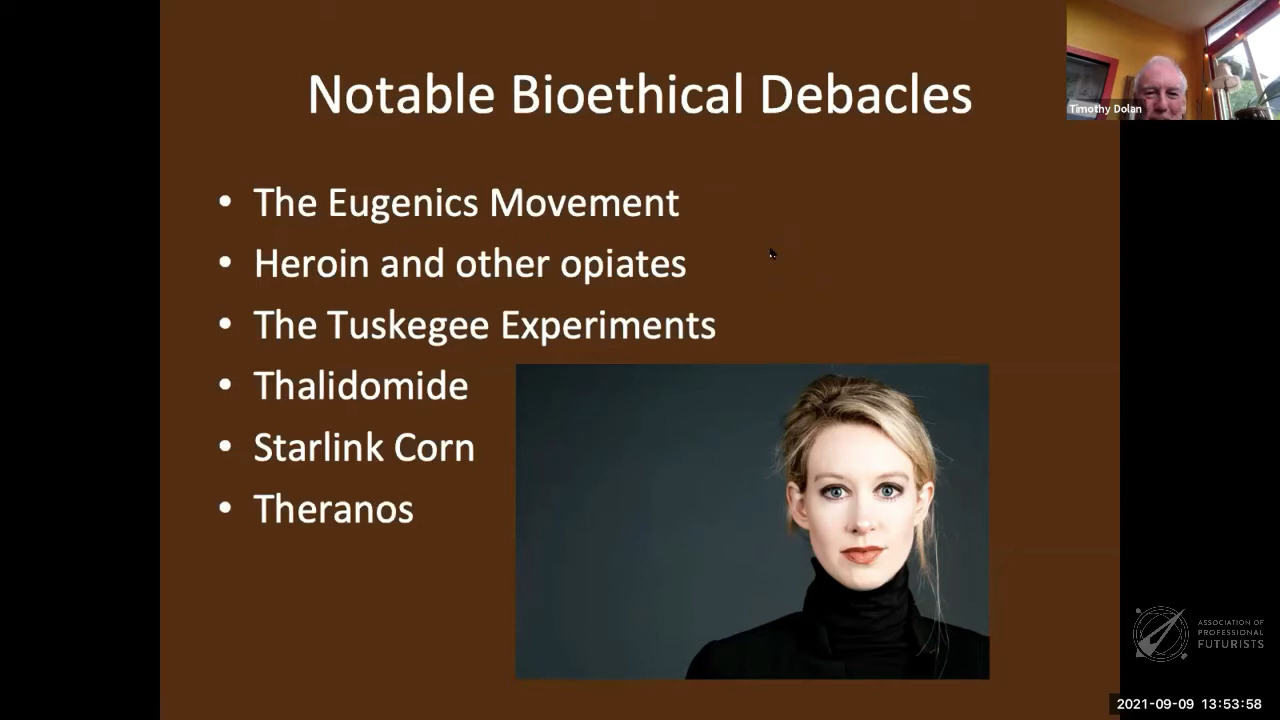 Notable Bioethical Debacles
Timothy Dolan
• The Eugenics Movement
• Heroin and other opiates
• The Tuskegee Experiments
• Thalidomide
• Starlink Corn
• Theranos
ASSOCIATION OF
PROFESSIONAL
FUTURISTS
2021-09-09 13:53:58